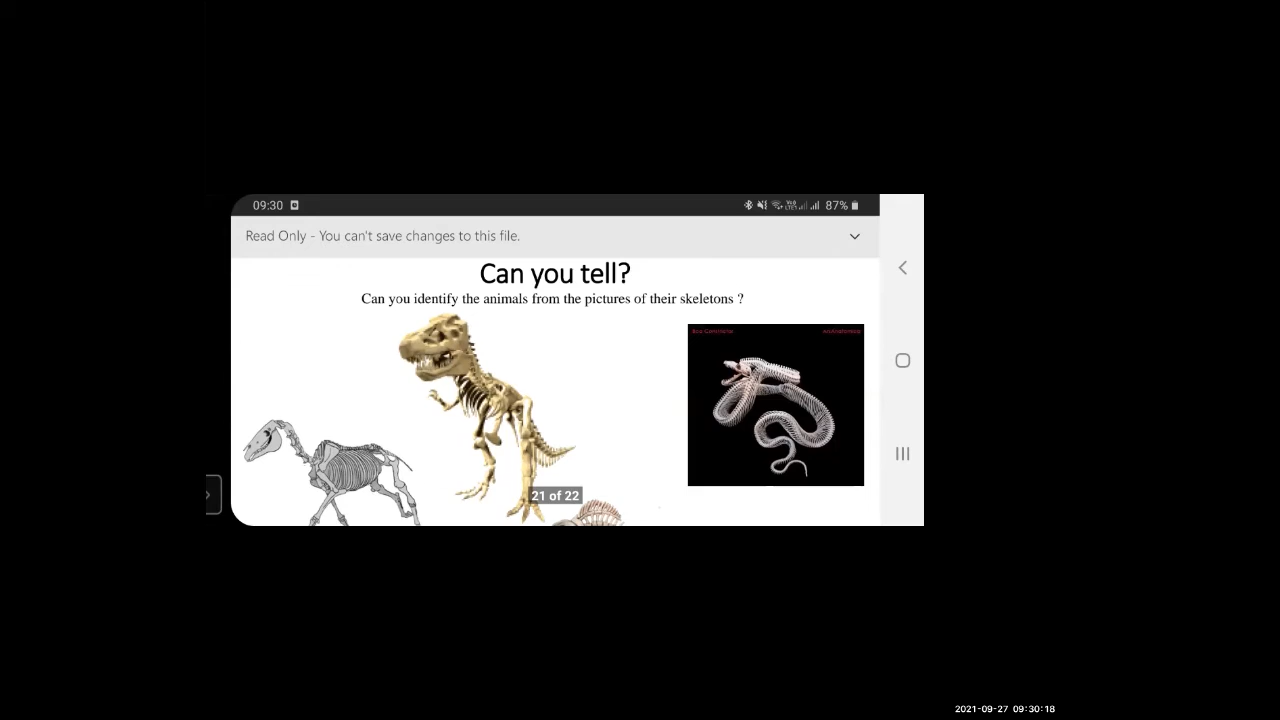 09:30
87%
Read Only - You can't save changes to this file.
Can you tell?
Can you identify the animals from the pictures of their skeletons ?
21 of 22
2021-09-27 09:30:18